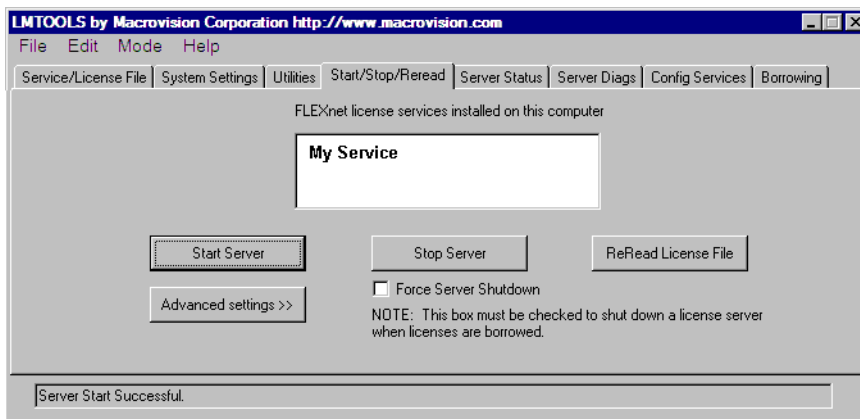 LMTOOLS by Macrovision Corporation http://www.macrovision.com
File Edit Mode Help
Service/License File System Settings Utilities Start/Stop/Reread Server Status Server Diags Config Services Borrowing
FLEXnet license services installed on this computer
My Service
Start Server Stop Server ReRead License File
Advanced settings >> Force Server Shutdown
NOTE: This box must be checked to shut down a license server
when licenses are borrowed.
Server Start Successful.